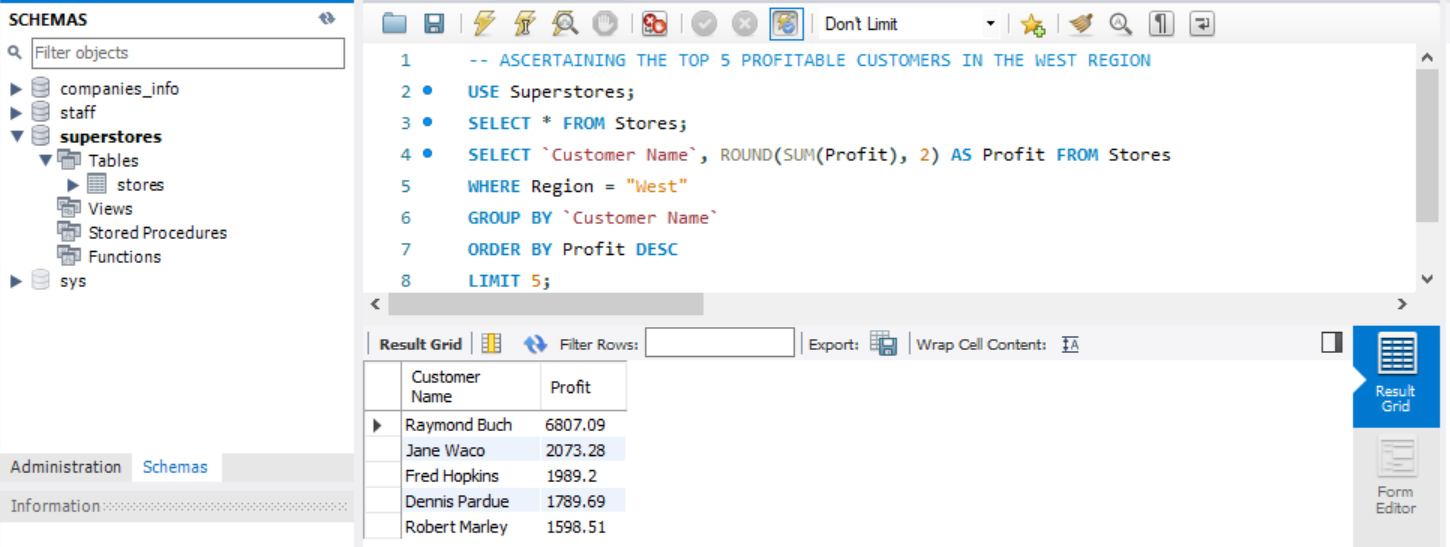 SCHEMAS
Filter objects
companies_info
staff
superstores
Tables
stores
Views
Stored Procedures
Functions
sys
Administration Schemas
Information
Don't Limit
1 -- ASCERTAINING THE TOP 5 PROFITABLE CUSTOMERS IN THE WEST REGION
2 USE Superstores;
3 SELECT * FROM Stores;
4 SELECT `Customer Name`, ROUND(SUM(Profit), 2) AS Profit FROM Stores
5 WHERE Region = "West"
6 GROUP BY `Customer Name`
7 ORDER BY Profit DESC
8 LIMIT 5;
Result Grid Filter Rows: Export: Wrap Cell Content: IA
Customer
Name Profit
Raymond Buch 6807.09
Jane Waco 2073.28
Fred Hopkins 1989.2
Dennis Pardue 1789.69
Robert Marley 1598.51
Result
Grid
Form
Editor